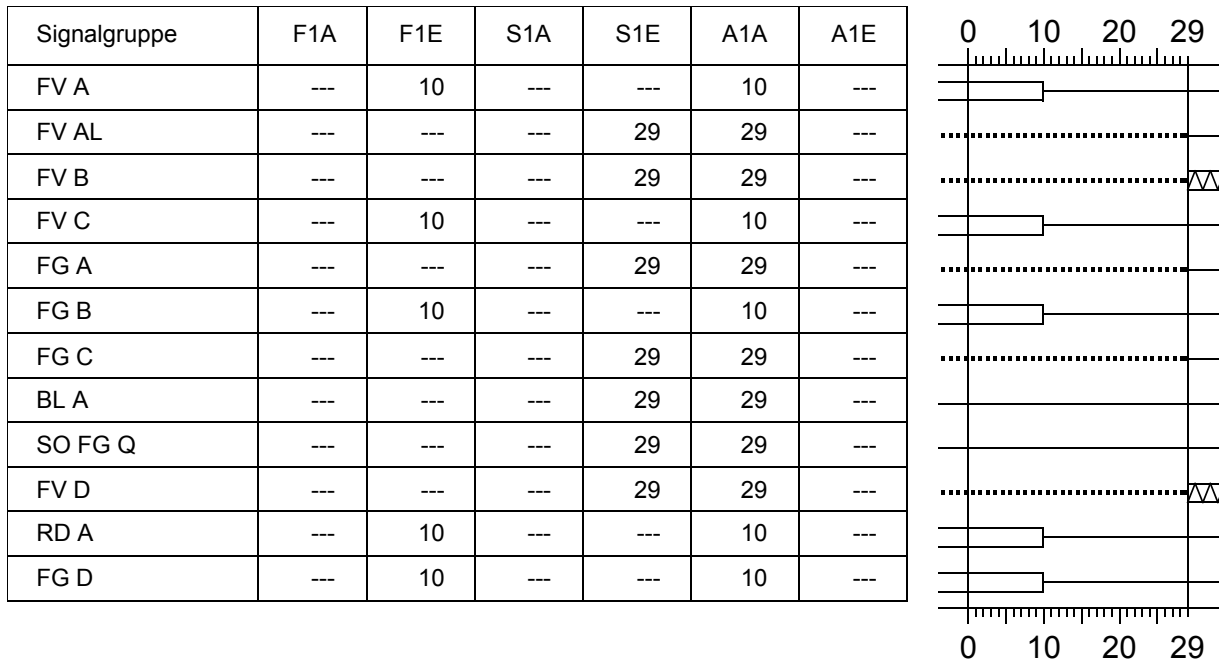 Signalgruppe F1A F1E S1A S1E A1A A1E
0 10 20 29
FV A --- 10 --- --- 10 ---
FV AL --- --- --- 29 29 ---
FV B --- --- --- 29 29 ---
FV C --- 10 --- --- 10 ---
FG A --- --- --- 29 29 ---
FG B --- 10 --- --- 10 ---
FG C --- --- --- 29 29 ---
BL A --- --- --- 29 29 ---
SO FG Q --- --- --- 29 29 ---
FV D --- --- --- 29 29 ---
RD A --- 10 --- --- 10 ---
FG D --- 10 --- --- 10 ---
0 10 20 29